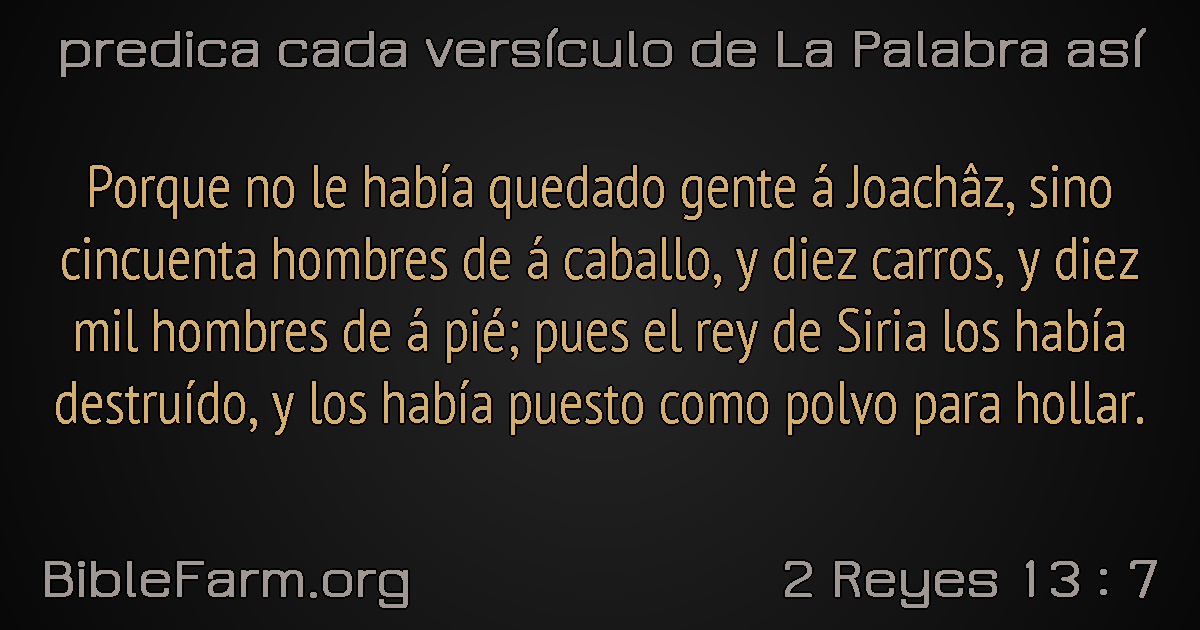 predica cada versículo de La Palabra así
Porque no le había quedado gente á Joachâz, sino
cincuenta hombres de á caballo, y diez carros, y diez
mil hombres de á pié; pues el rey de Siria los había
destruído, y los había puesto como polvo para hollar.
BibleFarm.org
2 Reyes 13 : 7